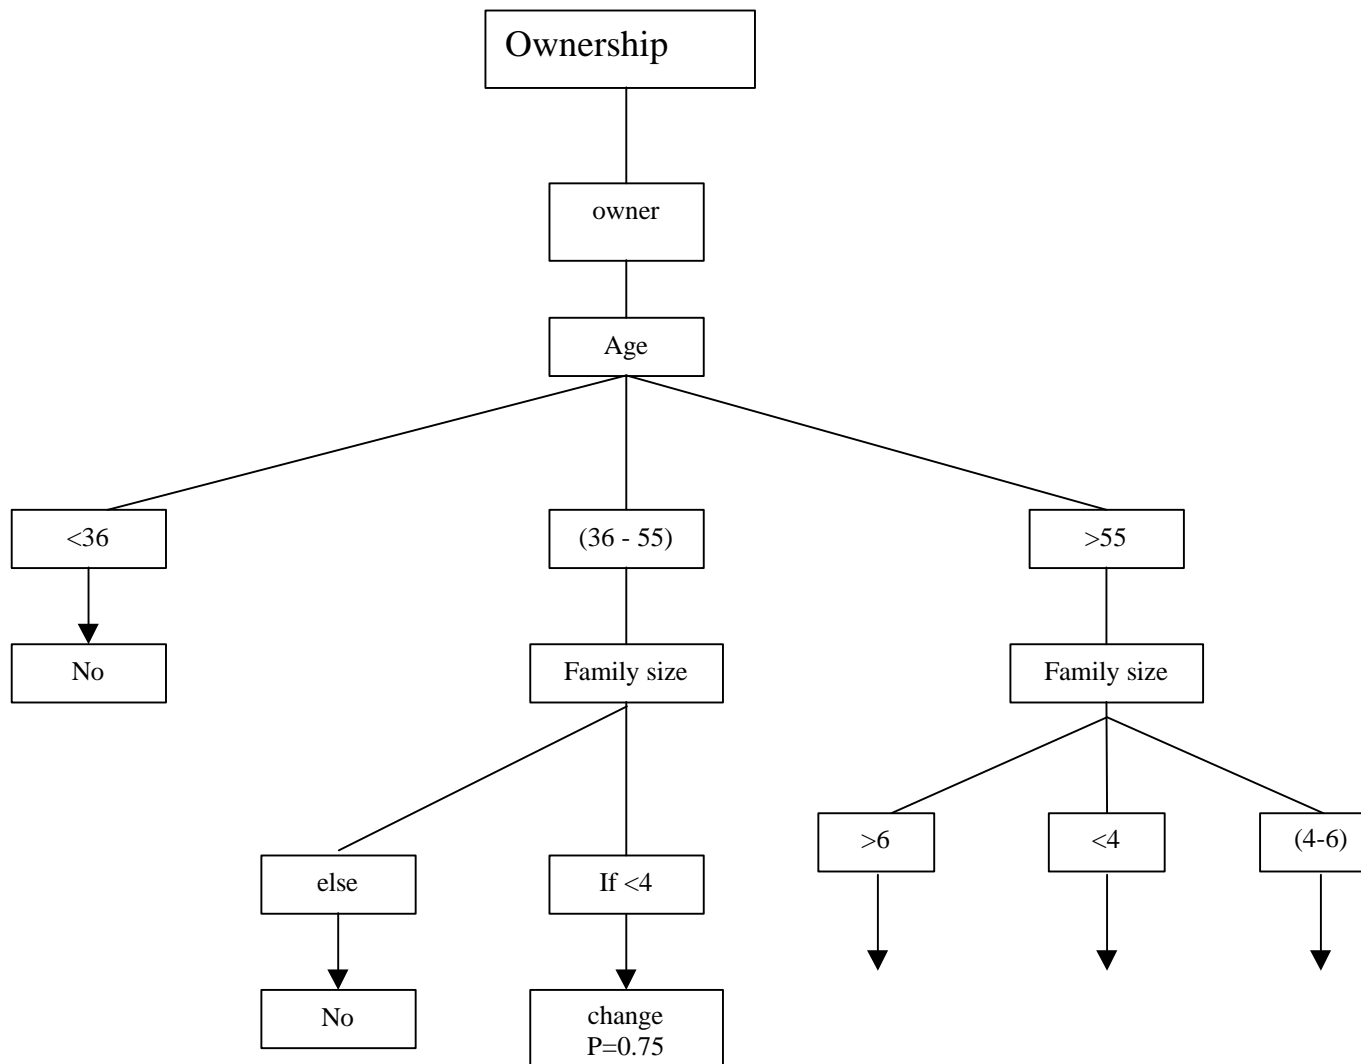 Ownership
owner
Age
<36
(36 - 55)
>55
No
Family size
Family size
>6
<4
(4-6)
else
If <4
No
change
P=0.75